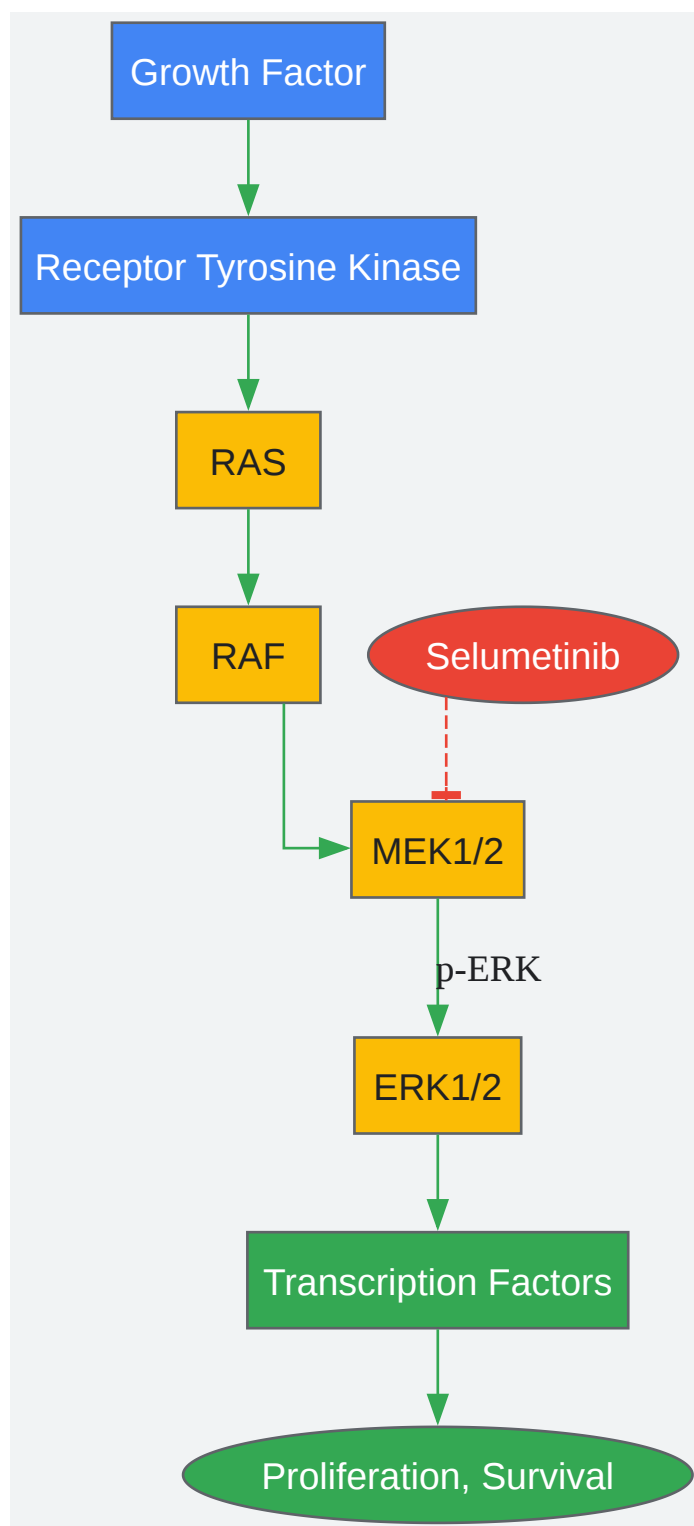 Growth Factor
Receptor Tyrosine Kinase
RAS
RAF
Selumetinib
MEK1/2
p-ERK
ERK1/2
Transcription Factors
Proliferation, Survival